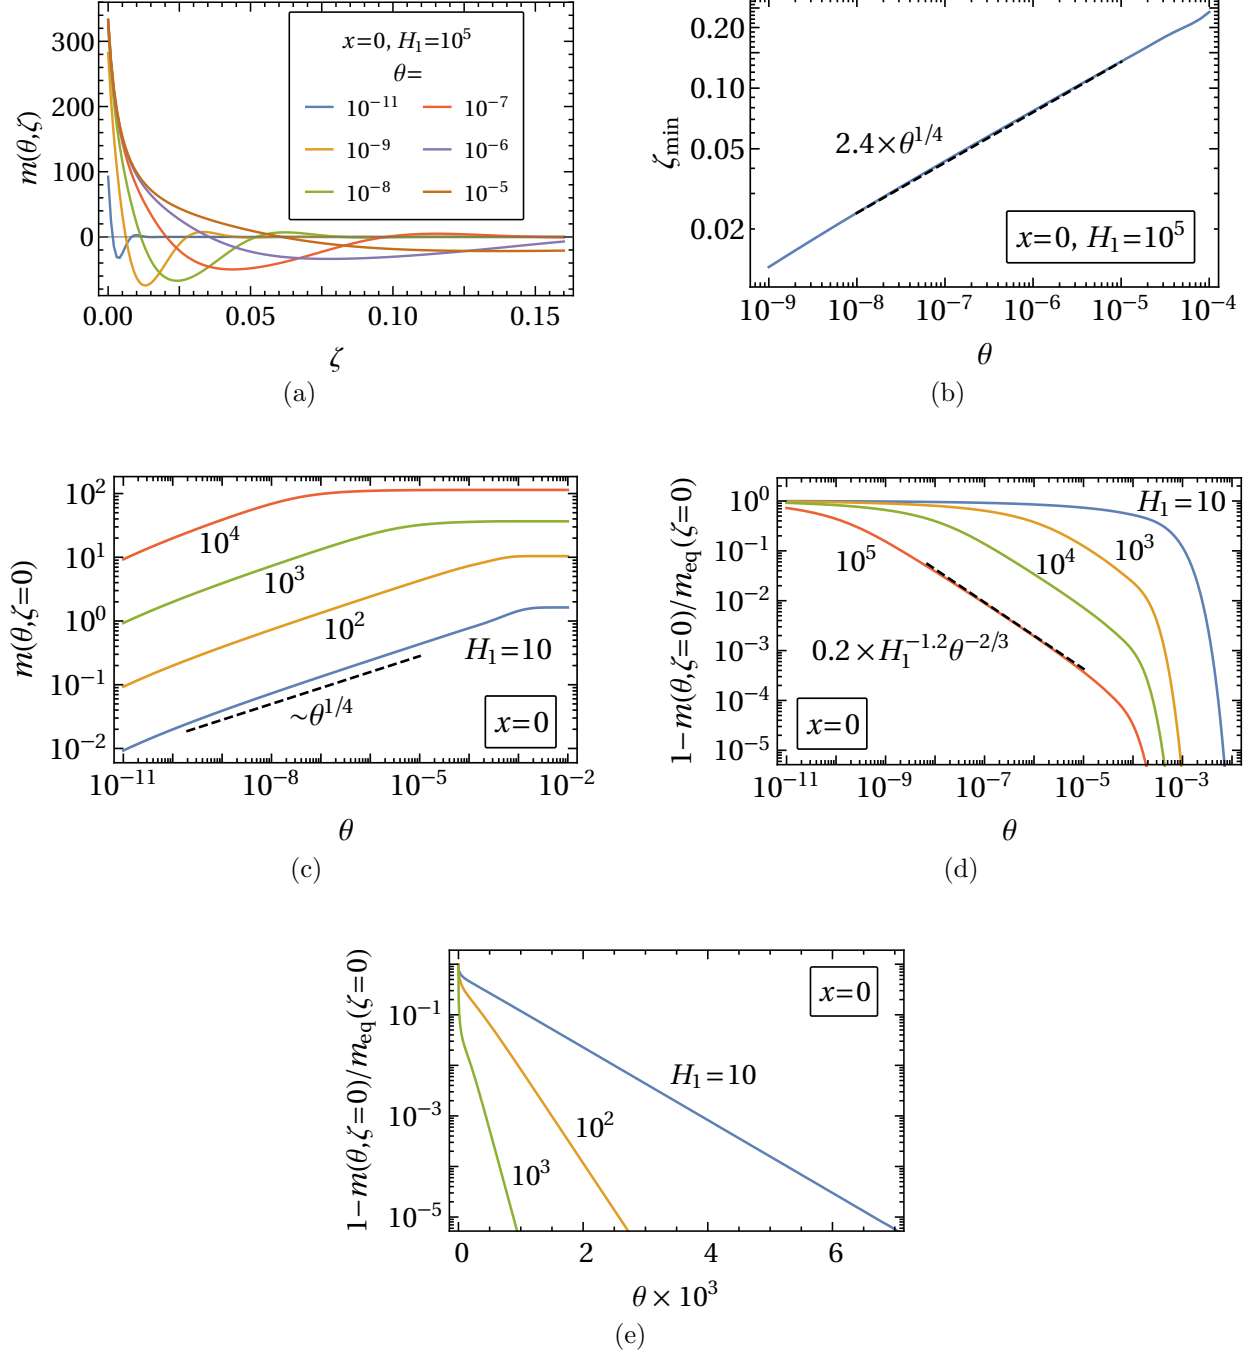 m(θ,ζ)
300
200
100
0
x=0, H₁=10⁵
θ=
10⁻¹¹ 10⁻⁷
10⁻⁹ 10⁻⁶
10⁻⁸ 10⁻⁵
0.00 0.05 0.10 0.15
ζ
(a)
ζmin
0.20
0.10
0.05
0.02
2.4×θ^{1/4}
x=0, H₁=10⁵
10⁻⁹ 10⁻⁸ 10⁻⁷ 10⁻⁶ 10⁻⁵ 10⁻⁴
θ
(b)
m(θ,ζ=0)
10²
10¹
10⁰
10⁻¹
10⁻²
10⁴
10³
10²
H₁=10
~θ^{1/4}
x=0
10⁻¹¹ 10⁻⁸ 10⁻⁵ 10⁻²
θ
(c)
1−m(θ,ζ=0)/m_{eq}(ζ=0)
10⁰
10⁻¹
10⁻²
10⁻³
10⁻⁴
10⁻⁵
H₁=10
10³
10⁴
10⁵
0.2×H₁^{−1.2}θ^{−2/3}
x=0
10⁻¹¹ 10⁻⁹ 10⁻⁷ 10⁻⁵ 10⁻³
θ
(d)
1−m(θ,ζ=0)/m_{eq}(ζ=0)
10⁻¹
10⁻³
10⁻⁵
x=0
H₁=10
10²
10³
0 2 4 6
θ×10³
(e)